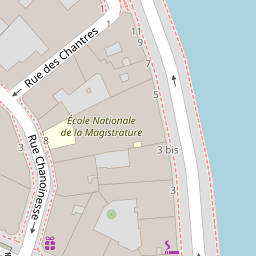 Rue des Chantres
11
9
7
5
École Nationale
de la Magistrature
8
3
3 bis
3
Rue Chanoinesse